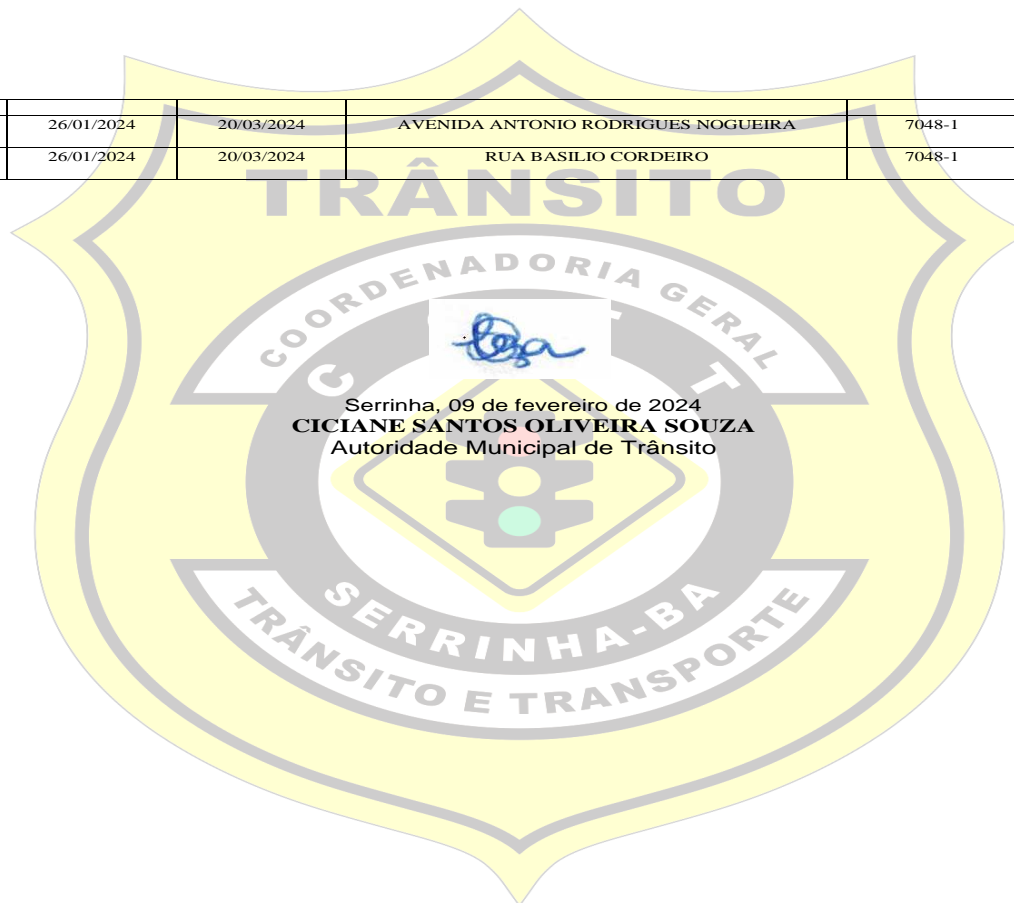 26/01/2024 20/03/2024 AVENIDA ANTONIO RODRIGUES NOGUEIRA 7048-1
26/01/2024 20/03/2024 RUA BASILIO CORDEIRO 7048-1
TRÂNSITO
COORDENADORIA GERAL
Serrinha, 09 de fevereiro de 2024
CICIANE SANTOS OLIVEIRA SOUZA
Autoridade Municipal de Trânsito
SERRINHA-BA
TRÂNSITO E TRANSPORTE